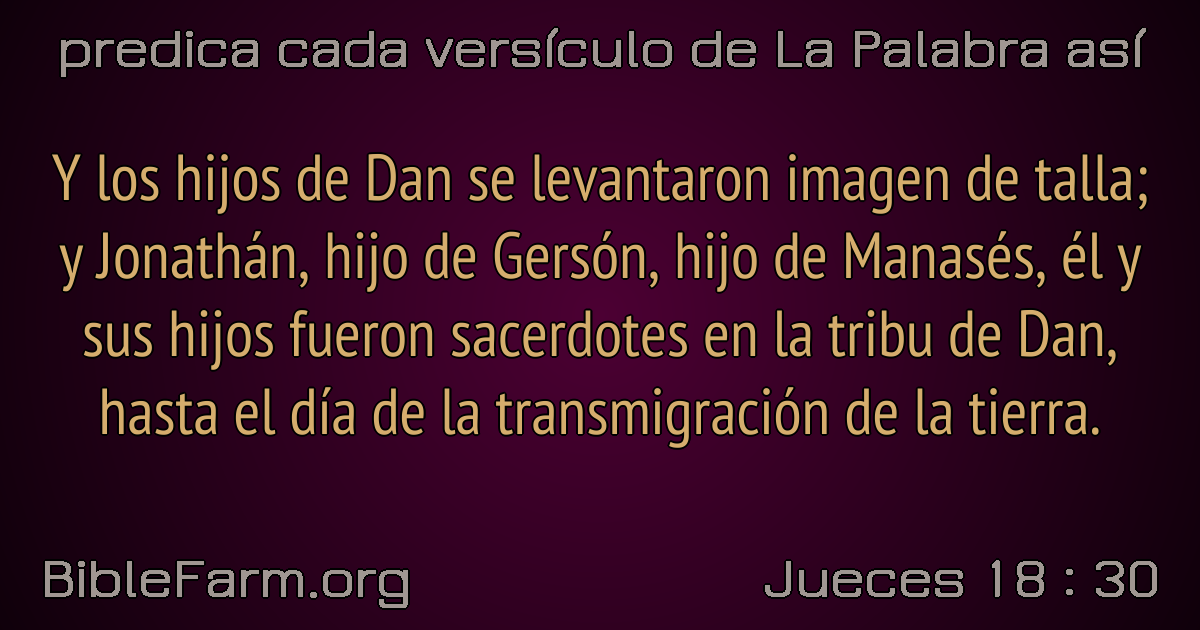 predica cada versículo de La Palabra así
Y los hijos de Dan se levantaron imagen de talla;
y Jonathán, hijo de Gersón, hijo de Manasés, él y
sus hijos fueron sacerdotes en la tribu de Dan,
hasta el día de la transmigración de la tierra.
BibleFarm.org
Jueces 18 : 30